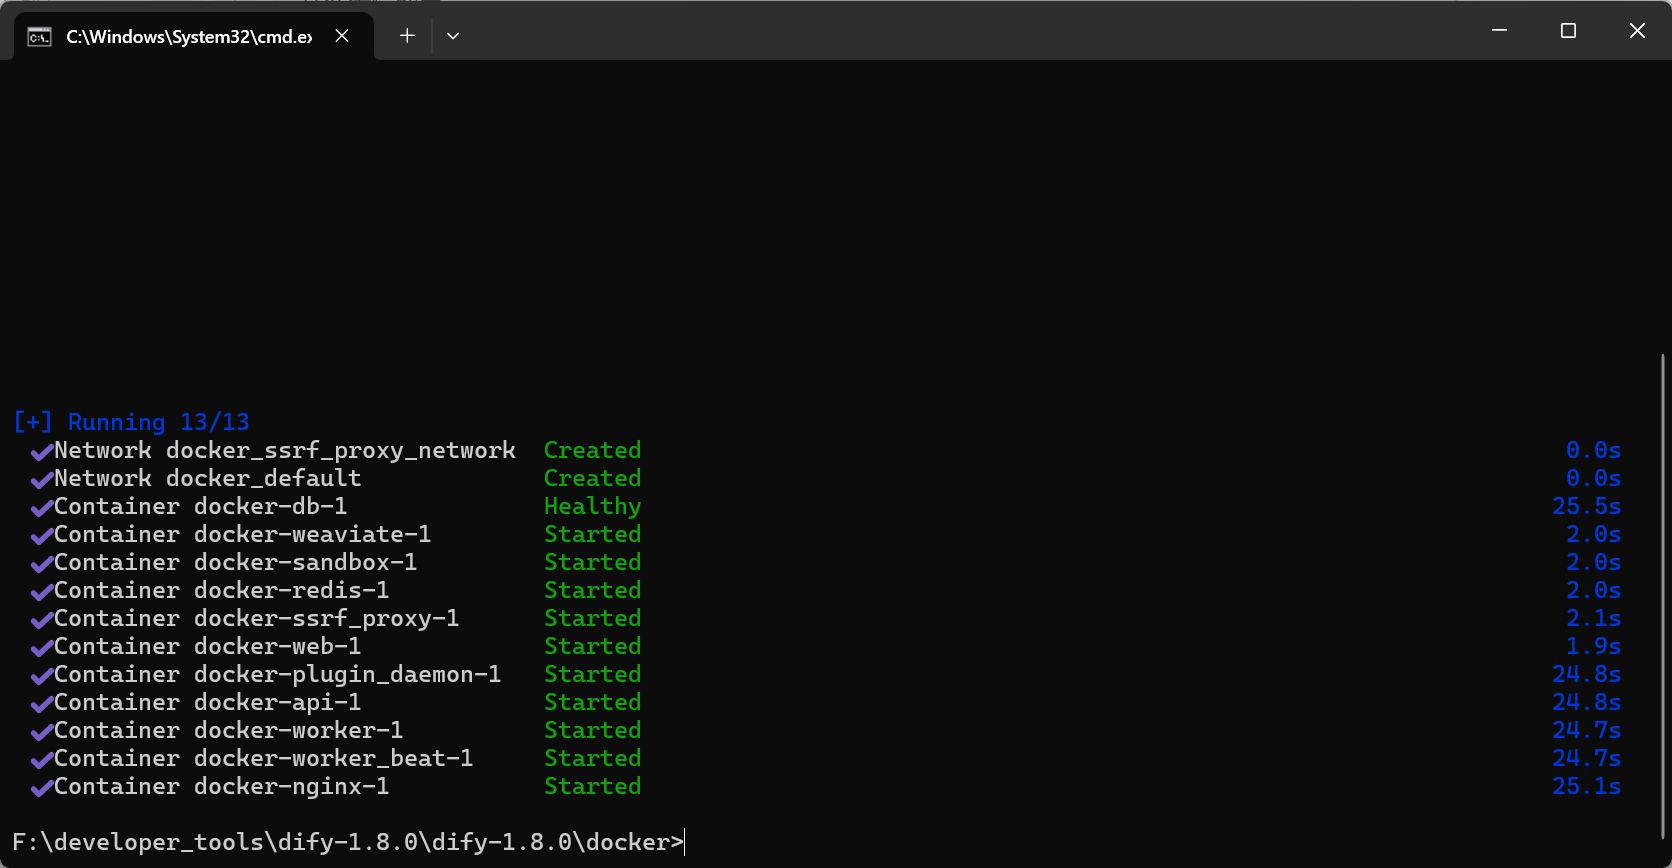 C:\Windows\System32\cmd.ex
[+] Running 13/13
✔Network docker_ssrf_proxy_network  Created  0.0s
✔Network docker_default  Created  0.0s
✔Container docker-db-1  Healthy  25.5s
✔Container docker-weaviate-1  Started  2.0s
✔Container docker-sandbox-1  Started  2.0s
✔Container docker-redis-1  Started  2.0s
✔Container docker-ssrf_proxy-1  Started  2.1s
✔Container docker-web-1  Started  1.9s
✔Container docker-plugin_daemon-1  Started  24.8s
✔Container docker-api-1  Started  24.8s
✔Container docker-worker-1  Started  24.7s
✔Container docker-worker_beat-1  Started  24.7s
✔Container docker-nginx-1  Started  25.1s
F:\developer_tools\dify-1.8.0\dify-1.8.0\docker>